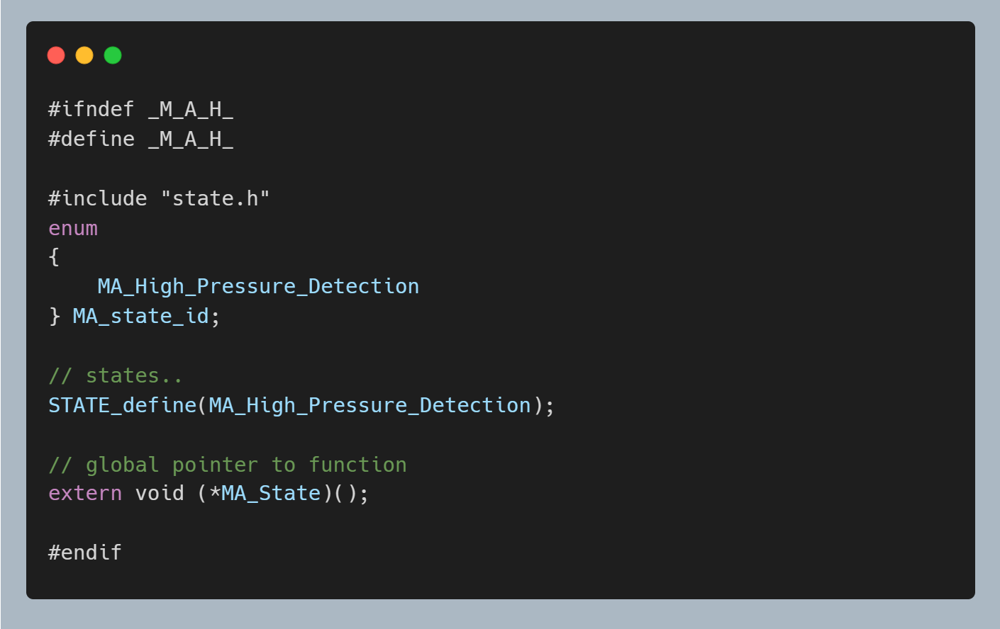 #ifndef _M_A_H_
#define _M_A_H_
#include "state.h"
enum
{
    MA_High_Pressure_Detection
} MA_state_id;
// states..
STATE_define(MA_High_Pressure_Detection);
// global pointer to function
extern void (*MA_State)();
#endif